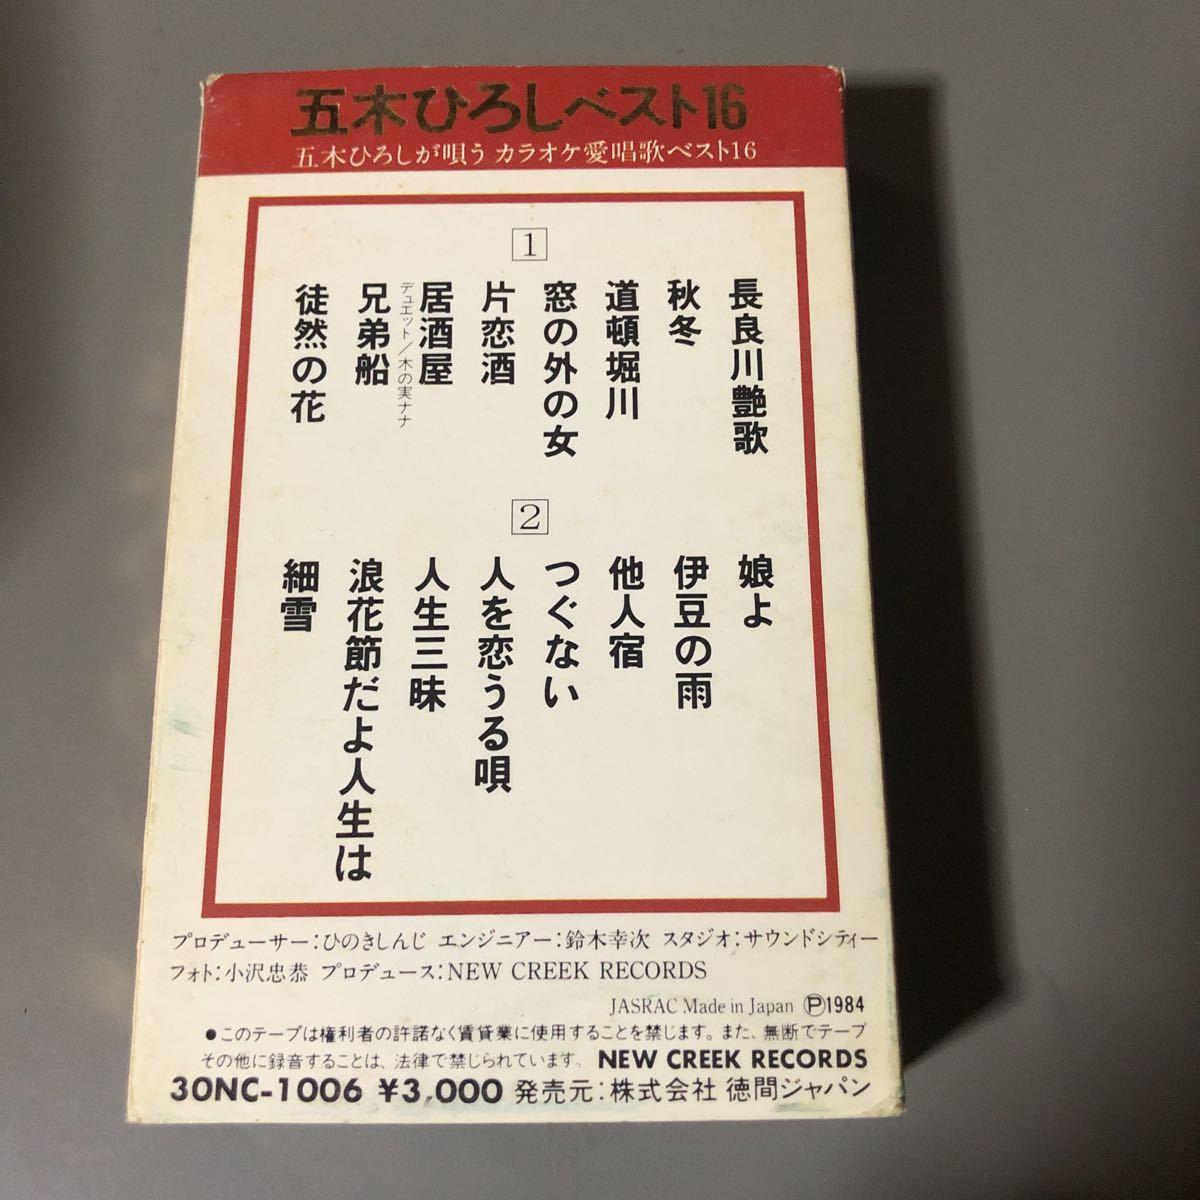 五木ひろしベスト16
五木ひろしが唄う カラオケ愛唱歌ベスト16
1
長良川艶歌
秋冬
道頓堀川
窓の外の女
片恋酒
居酒屋
デュエット/木の実ナナ
兄弟船
徒然の花
2
娘よ
伊豆の雨
他人宿
つぐない
人を恋うる唄
人生三昧
浪花節だよ人生は
細雪
プロデューサー:ひのきしんじ エンジニアー:鈴木幸次 スタジオ:サウンドシティー
フォト:小沢忠恭 プロデュース:NEW CREEK RECORDS
JASRAC Made in Japan Ⓟ1984
●このテープは権利者の許諾なく賃貸業に使用することを禁じます。また、無断でテープ
その他に録音することは、法律で禁じられています。 NEW CREEK RECORDS
30NC-1006 ¥3,000 発売元:株式会社 徳間ジャパン